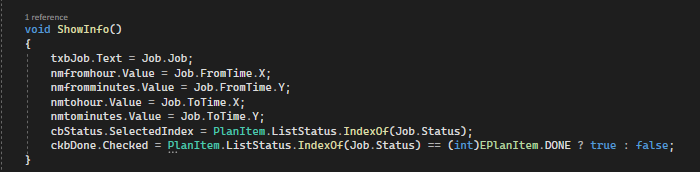 1 reference
void ShowInfo()
{
txbJob.Text = Job.Job;
nmfromhour.Value = Job.FromTime.X;
nmfromminutes.Value = Job.FromTime.Y;
nmtohour.Value = Job.ToTime.X;
nmtominutes.Value = Job.ToTime.Y;
cbStatus.SelectedIndex = PlanItem.ListStatus.IndexOf(Job.Status);
ckbDone.Checked = PlanItem.ListStatus.IndexOf(Job.Status) == (int)EPlanItem.DONE ? true : false;
}